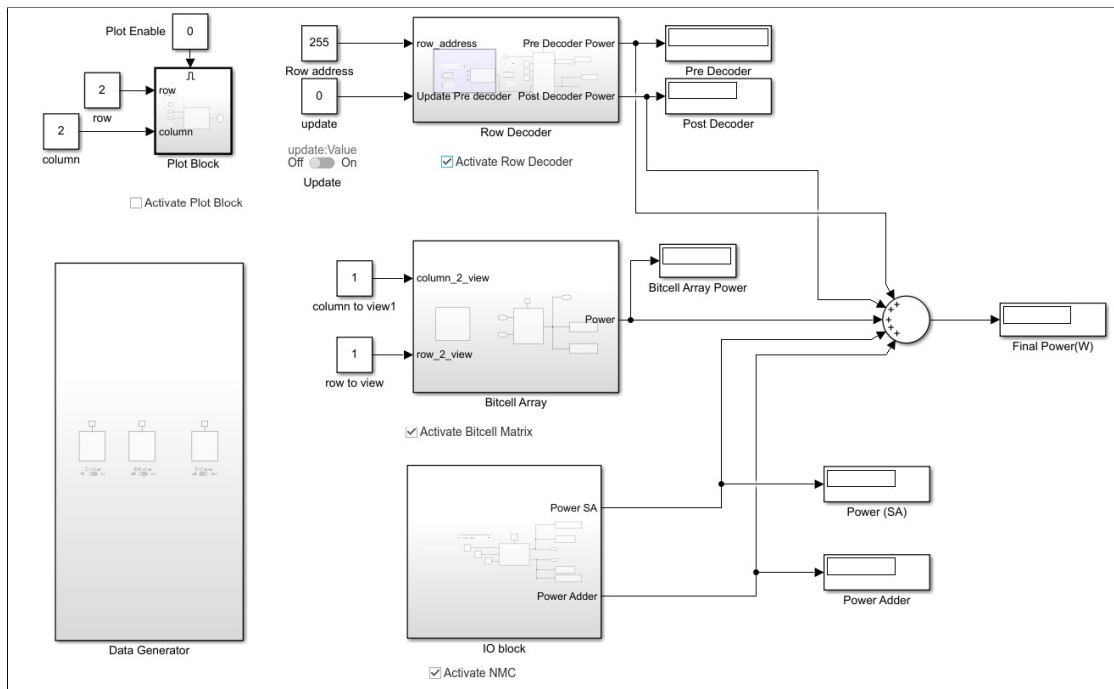 Plot Enable
0
row
2
row
column
2
column
Plot Block
Activate Plot Block
255
Row address
0
update
update:Value
Off On
Update
row_address
Pre Decoder Power
Update Pre decoder
Post Decoder Power
Row Decoder
Activate Row Decoder
Pre Decoder
Post Decoder
1
column to view1
1
row to view
column_2_view
Power
row_2_view
Bitcell Array
Activate Bitcell Matrix
Bitcell Array Power
+
+
+
+
+
Final Power(W)
Data Generator
Power SA
Power Adder
IO block
Activate NMC
Power (SA)
Power Adder